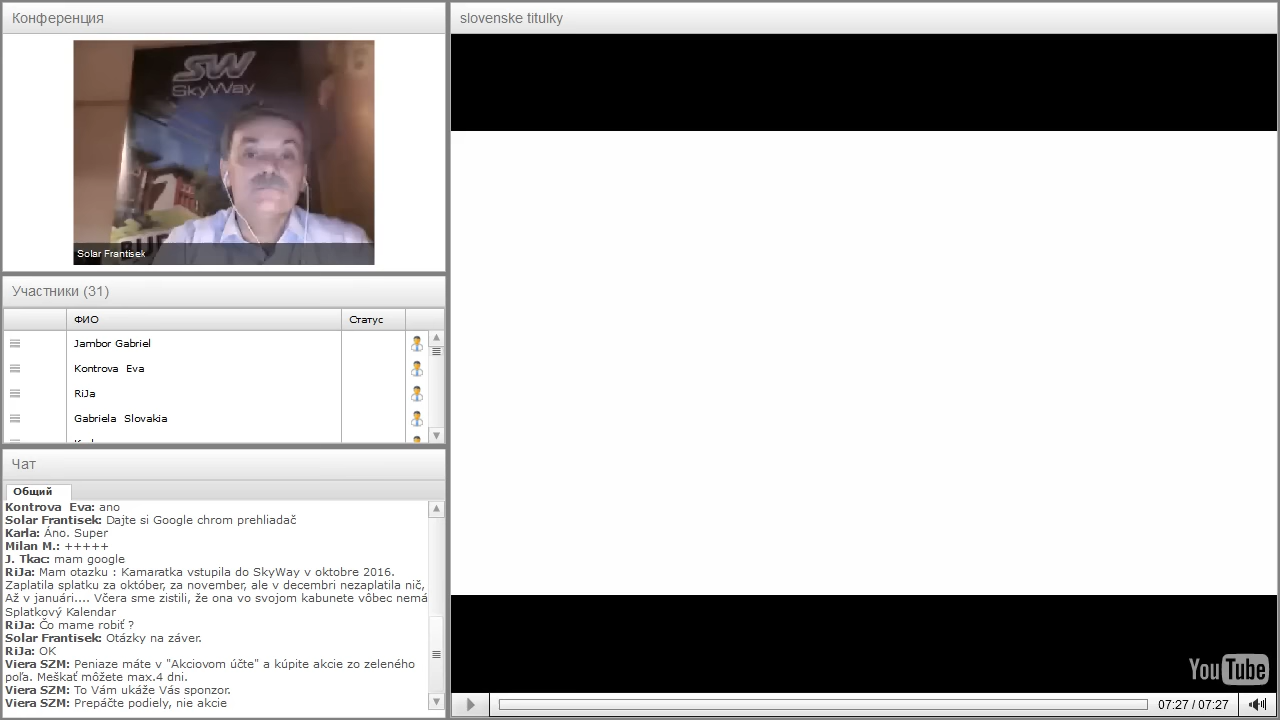 Конференция
SW
SkyWay
Solar Frantisek
Участники (31)
ФИО Статус
Jambor Gabriel
Kontrova Eva
RiJa
Gabriela Slovakia
Чат
Общий
Kontrova Eva: ano
Solar Frantisek: Dajte si Google chrom prehliadač
Karla: Áno. Super
Milan M.: +++++
J. Tkac: mam google
RiJa: Mam otazku : Kamaratka vstupila do SkyWay v oktobre 2016.
Zaplatila splatku za október, za november, ale v decembri nezaplatila nič,
Až v januári.... Včera sme zistili, že ona vo svojom kabunete vôbec nemá
Splatkový Kalendar
RiJa: Čo mame robiť ?
Solar Frantisek: Otázky na záver.
RiJa: OK
Viera SZM: Peniaze máte v "Akciovom účte" a kúpite akcie zo zeleného
poľa. Meškať môžete max.4 dni.
Viera SZM: To Vám ukáže Vás sponzor.
Viera SZM: Prepáčte podiely, nie akcie
slovenske titulky
YouTube
07:27 / 07:27